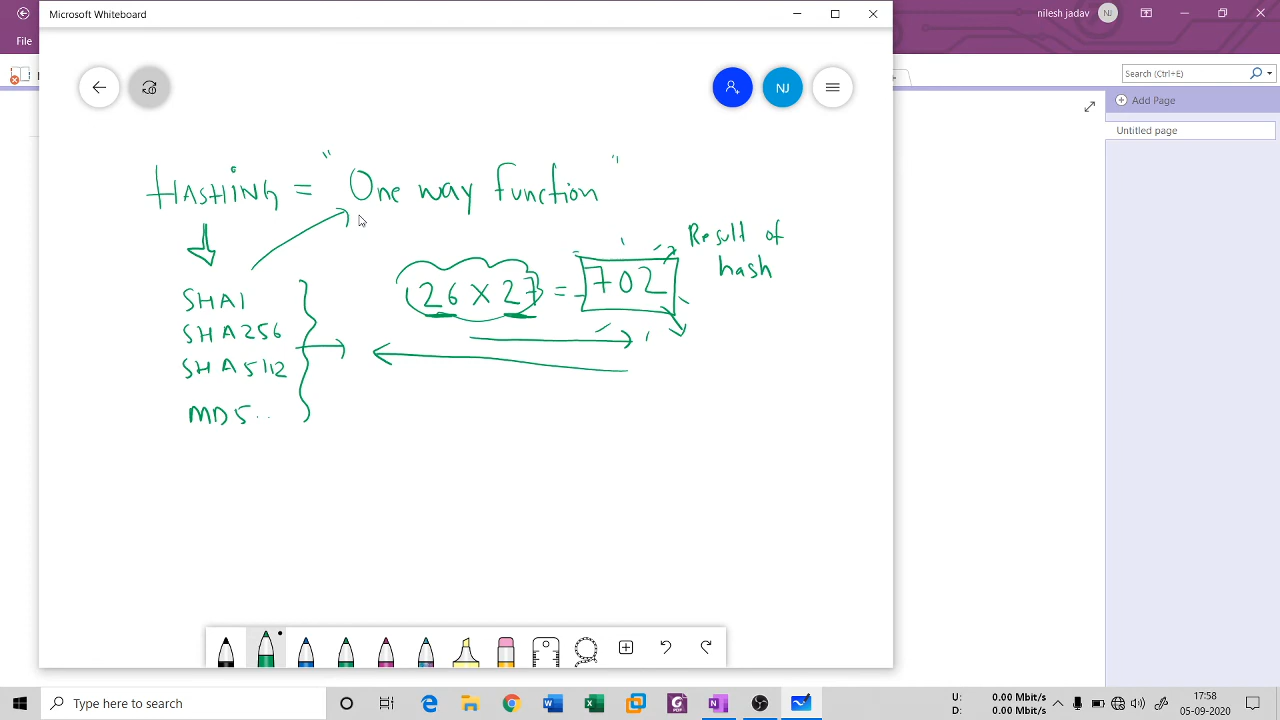 Microsoft Whiteboard
nilesh jadav
NJ
File
Search (Ctrl+E)
NJ
Add Page
Untitled page
HASHING = "One way function"
Result of
hash
26 X 27 = 702
SHA1
SHA256
SHA512
MD5..
Type here to search
U: 0.00 Mbit/s
D: 0.00 Mbit/s
17:58
05-09-2020